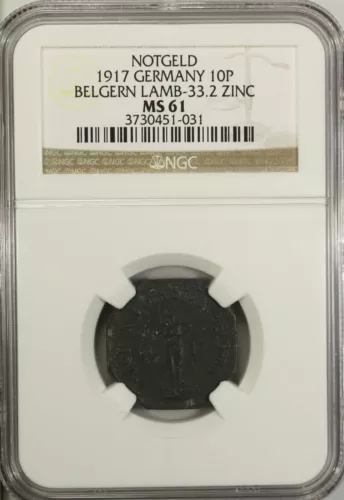 NOTGELD
1917 GERMANY 10P
BELGERN LAMB-33.2 ZINC
MS 61
3730451-031
NGC